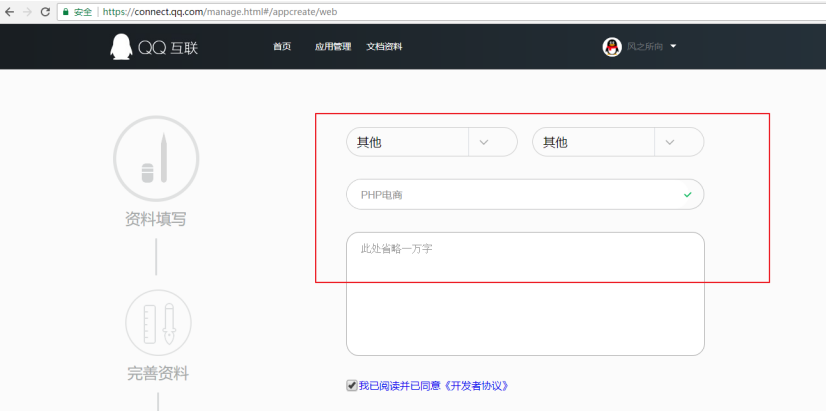 安全 https://connect.qq.com/manage.html#/appcreate/web
QQ互联 首页 应用管理 文档资料 风之所向
其他 其他
PHP电商
资料填写
此处省略一万字
完善资料
我已阅读并已同意《开发者协议》